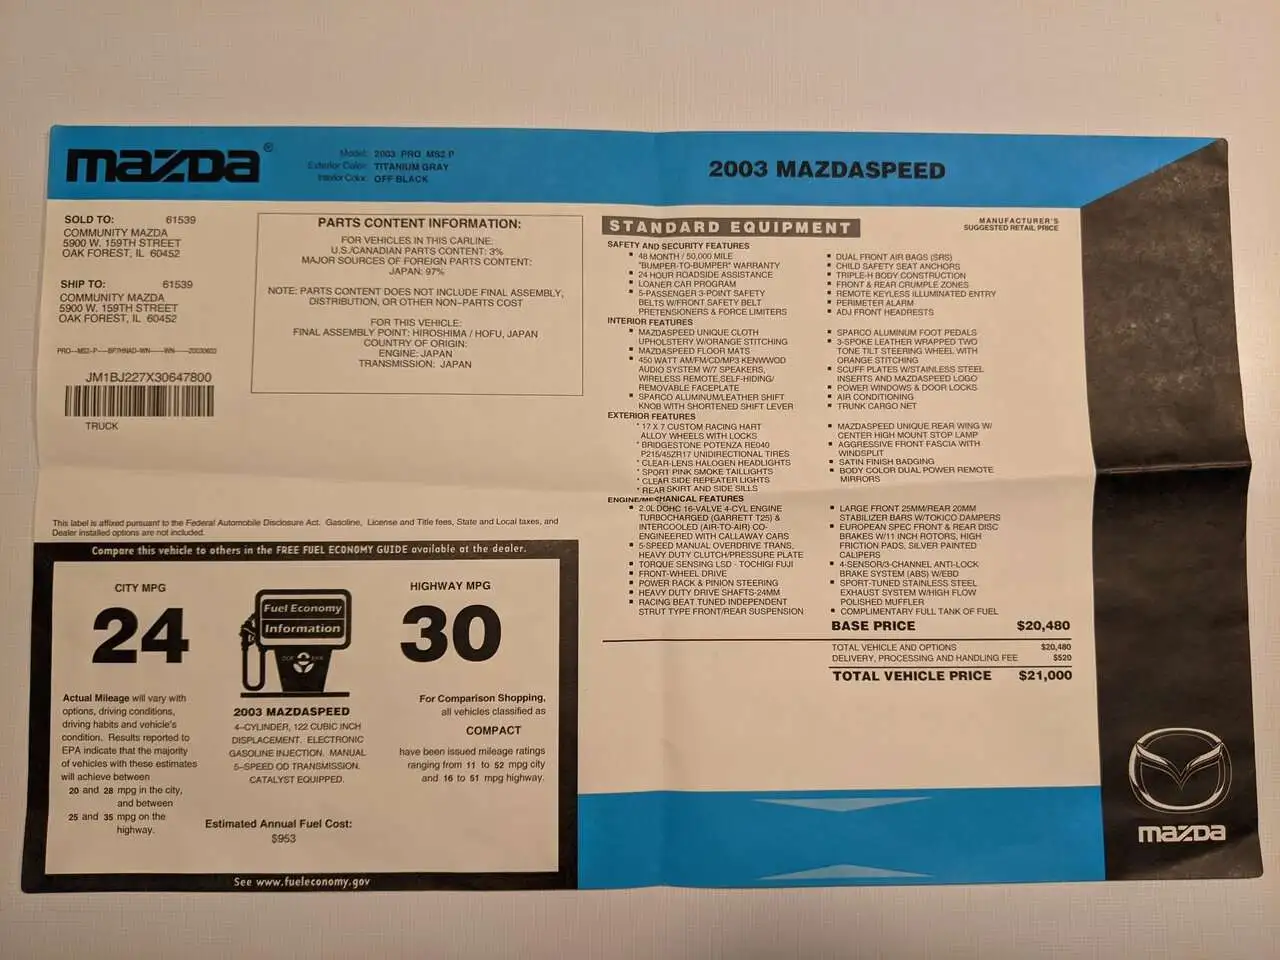 mazda®
Model: 2003 PRO MS2 P
Exterior Color: TITANIUM GRAY
Interior Color: OFF BLACK
2003 MAZDASPEED
SOLD TO: 61539
COMMUNITY MAZDA
5900 W. 159TH STREET
OAK FOREST, IL 60452
SHIP TO: 61539
COMMUNITY MAZDA
5900 W. 159TH STREET
OAK FOREST, IL 60452
JM1BJ227X30647800
TRUCK
PARTS CONTENT INFORMATION:
FOR VEHICLES IN THIS CARLINE:
U.S./CANADIAN PARTS CONTENT: 3%
MAJOR SOURCES OF FOREIGN PARTS CONTENT:
JAPAN: 97%
NOTE: PARTS CONTENT DOES NOT INCLUDE FINAL ASSEMBLY,
DISTRIBUTION, OR OTHER NON-PARTS COST
FOR THIS VEHICLE:
FINAL ASSEMBLY POINT: HIROSHIMA / HOFU, JAPAN
COUNTRY OF ORIGIN:
ENGINE: JAPAN
TRANSMISSION: JAPAN
This label is affixed pursuant to the Federal Automobile Disclosure Act. Gasoline, License and Title fees, State and Local taxes, and
Dealer installed options are not included.
Compare this vehicle to others in the FREE FUEL ECONOMY GUIDE available at the dealer.
CITY MPG
24
Fuel Economy
Information
HIGHWAY MPG
30
Actual Mileage will vary with
options, driving conditions,
driving habits and vehicle's
condition. Results reported to
EPA indicate that the majority
of vehicles with these estimates
will achieve between
20 and 28 mpg in the city,
and between
25 and 35 mpg on the
highway.
2003 MAZDASPEED
4-CYLINDER, 122 CUBIC INCH
DISPLACEMENT. ELECTRONIC
GASOLINE INJECTION. MANUAL
5-SPEED OD TRANSMISSION.
CATALYST EQUIPPED.
Estimated Annual Fuel Cost:
$953
For Comparison Shopping,
all vehicles classified as
COMPACT
have been issued mileage ratings
ranging from 11 to 52 mpg city
and 16 to 51 mpg highway.
See www.fueleconomy.gov
STANDARD EQUIPMENT
MANUFACTURER'S
SUGGESTED RETAIL PRICE
SAFETY AND SECURITY FEATURES
▪ 48 MONTH / 50,000 MILE
"BUMPER-TO-BUMPER" WARRANTY
▪ 24 HOUR ROADSIDE ASSISTANCE
▪ LOANER CAR PROGRAM
▪ 5-PASSENGER 3-POINT SAFETY
BELTS W/FRONT SAFETY BELT
PRETENSIONERS & FORCE LIMITERS
▪ DUAL FRONT AIR BAGS (SRS)
▪ CHILD SAFETY SEAT ANCHORS
▪ TRIPLE-H BODY CONSTRUCTION
▪ FRONT & REAR CRUMPLE ZONES
▪ REMOTE KEYLESS ILLUMINATED ENTRY
▪ PERIMETER ALARM
▪ ADJ FRONT HEADRESTS
INTERIOR FEATURES
▪ MAZDASPEED UNIQUE CLOTH
UPHOLSTERY W/ORANGE STITCHING
▪ MAZDASPEED FLOOR MATS
▪ 450 WATT AM/FM/CD/MP3 KENWWOD
AUDIO SYSTEM W/7 SPEAKERS,
WIRELESS REMOTE,SELF-HIDING/
REMOVABLE FACEPLATE
▪ SPARCO ALUMINUM/LEATHER SHIFT
KNOB WITH SHORTENED SHIFT LEVER
▪ SPARCO ALUMINUM FOOT PEDALS
▪ 3-SPOKE LEATHER WRAPPED TWO
TONE TILT STEERING WHEEL WITH
ORANGE STITCHING
▪ SCUFF PLATES W/STAINLESS STEEL
INSERTS AND MAZDASPEED LOGO
▪ POWER WINDOWS & DOOR LOCKS
▪ AIR CONDITIONING
▪ TRUNK CARGO NET
EXTERIOR FEATURES
* 17 X 7 CUSTOM RACING HART
ALLOY WHEELS WITH LOCKS
* BRIDGESTONE POTENZA RE040
P215/45ZR17 UNIDIRECTIONAL TIRES
* CLEAR-LENS HALOGEN HEADLIGHTS
* SPORT PINK SMOKE TAILLIGHTS
* CLEAR SIDE REPEATER LIGHTS
* REAR SKIRT AND SIDE SILLS
▪ MAZDASPEED UNIQUE REAR WING W/
CENTER HIGH MOUNT STOP LAMP
▪ AGGRESSIVE FRONT FASCIA WITH
WINDSPLIT
▪ SATIN FINISH BADGING
▪ BODY COLOR DUAL POWER REMOTE
MIRRORS
ENGINE/MECHANICAL FEATURES
▪ 2.0L DOHC 16-VALVE 4-CYL ENGINE
TURBOCHARGED (GARRETT T25) &
INTERCOOLED (AIR-TO-AIR) CO-
ENGINEERED WITH CALLAWAY CARS
▪ 5-SPEED MANUAL OVERDRIVE TRANS,
HEAVY DUTY CLUTCH/PRESSURE PLATE
▪ TORQUE SENSING LSD - TOCHIGI FUJI
▪ FRONT-WHEEL DRIVE
▪ POWER RACK & PINION STEERING
▪ HEAVY DUTY DRIVE SHAFTS-24MM
▪ RACING BEAT TUNED INDEPENDENT
STRUT TYPE FRONT/REAR SUSPENSION
▪ LARGE FRONT 25MM/REAR 20MM
STABILIZER BARS W/TOKICO DAMPERS
▪ EUROPEAN SPEC FRONT & REAR DISC
BRAKES W/11 INCH ROTORS, HIGH
FRICTION PADS, SILVER PAINTED
CALIPERS
▪ 4-SENSOR/3-CHANNEL ANTI-LOCK
BRAKE SYSTEM (ABS) W/EBD
▪ SPORT-TUNED STAINLESS STEEL
EXHAUST SYSTEM W/HIGH FLOW
POLISHED MUFFLER
▪ COMPLIMENTARY FULL TANK OF FUEL
BASE PRICE $20,480
TOTAL VEHICLE AND OPTIONS $20,480
DELIVERY, PROCESSING AND HANDLING FEE $520
TOTAL VEHICLE PRICE $21,000
mazda